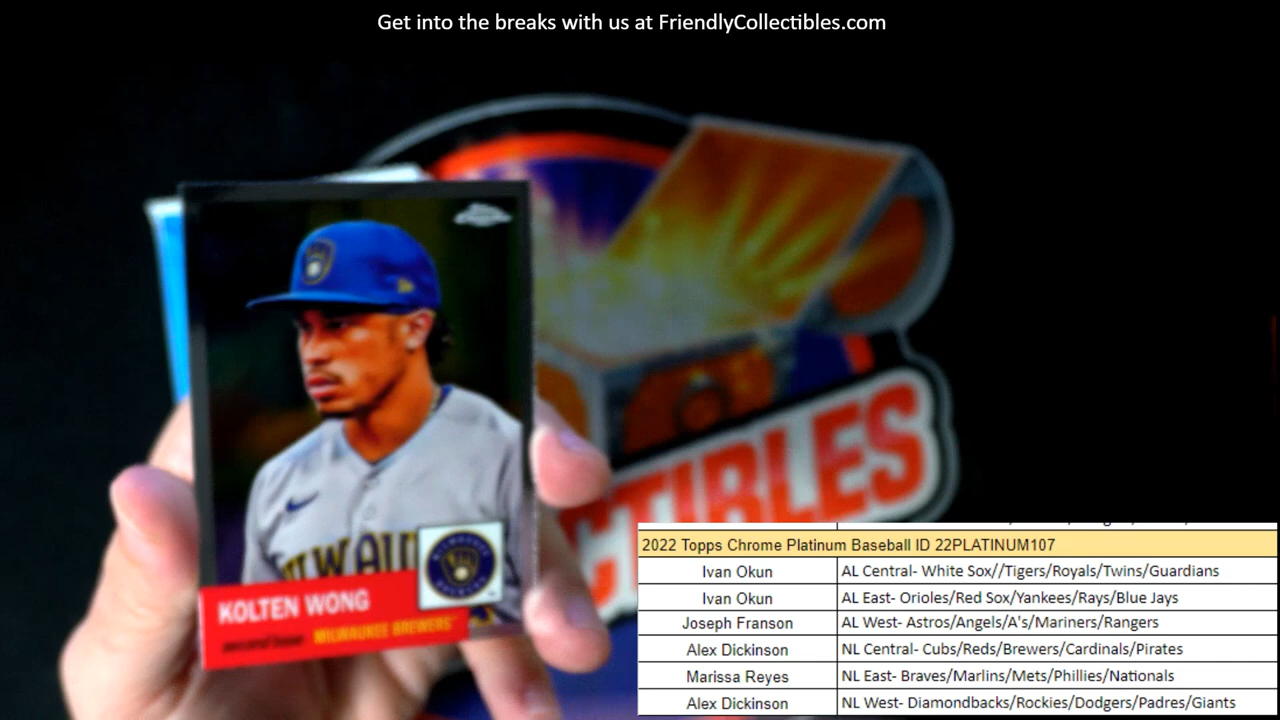 Get into the breaks with us at FriendlyCollectibles.com
CTIBLES
MILWAU
KOLTEN WONG
second base MILWAUKEE BREWERS
2022 Topps Chrome Platinum Baseball ID 22PLATINUM107
Ivan Okun AL Central- White Sox//Tigers/Royals/Twins/Guardians
Ivan Okun AL East- Orioles/Red Sox/Yankees/Rays/Blue Jays
Joseph Franson AL West- Astros/Angels/A's/Mariners/Rangers
Alex Dickinson NL Central- Cubs/Reds/Brewers/Cardinals/Pirates
Marissa Reyes NL East- Braves/Marlins/Mets/Phillies/Nationals
Alex Dickinson NL West- Diamondbacks/Rockies/Dodgers/Padres/Giants